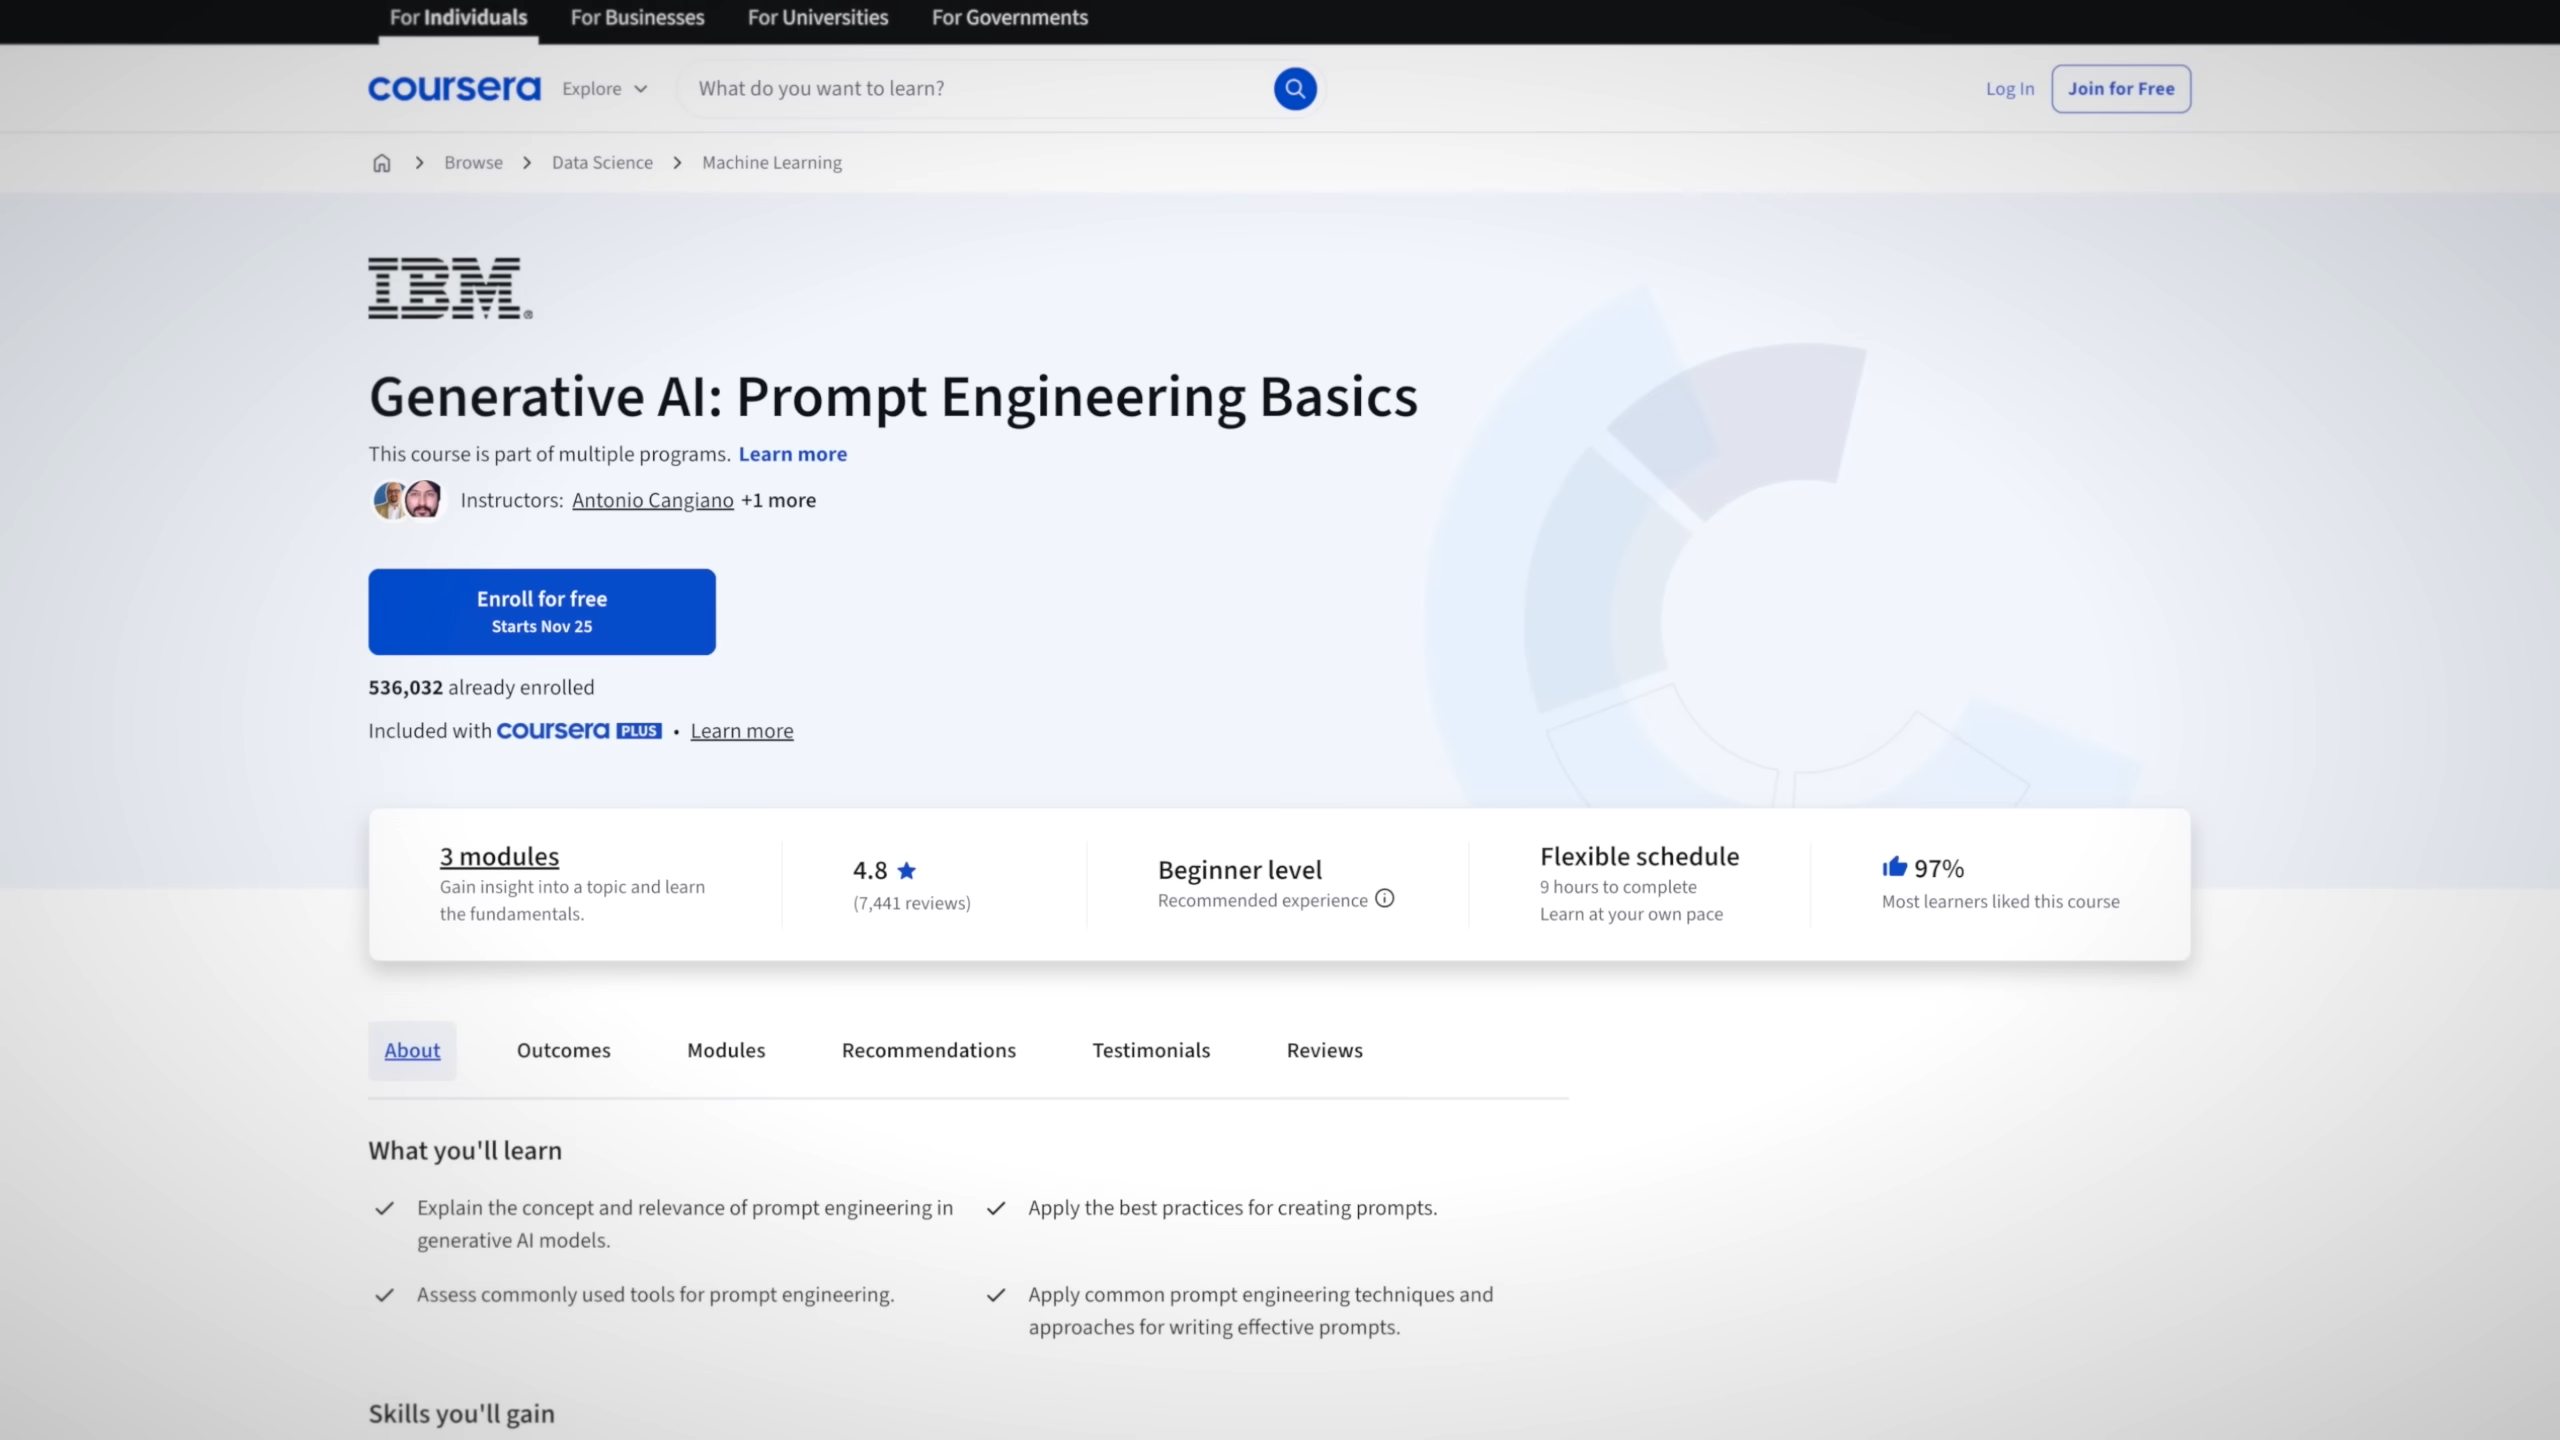 For Individuals For Businesses For Universities For Governments
coursera Explore What do you want to learn? Log In Join for Free
Browse Data Science Machine Learning
IBM®
Generative AI: Prompt Engineering Basics
This course is part of multiple programs. Learn more
Instructors: Antonio Cangiano +1 more
Enroll for free
Starts Nov 25
536,032 already enrolled
Included with coursera PLUS • Learn more
3 modules
Gain insight into a topic and learn
the fundamentals.
4.8
(7,441 reviews)
Beginner level
Recommended experience
Flexible schedule
9 hours to complete
Learn at your own pace
97%
Most learners liked this course
About Outcomes Modules Recommendations Testimonials Reviews
What you'll learn
Explain the concept and relevance of prompt engineering in
generative AI models.
Apply the best practices for creating prompts.
Assess commonly used tools for prompt engineering.
Apply common prompt engineering techniques and
approaches for writing effective prompts.
Skills you'll gain